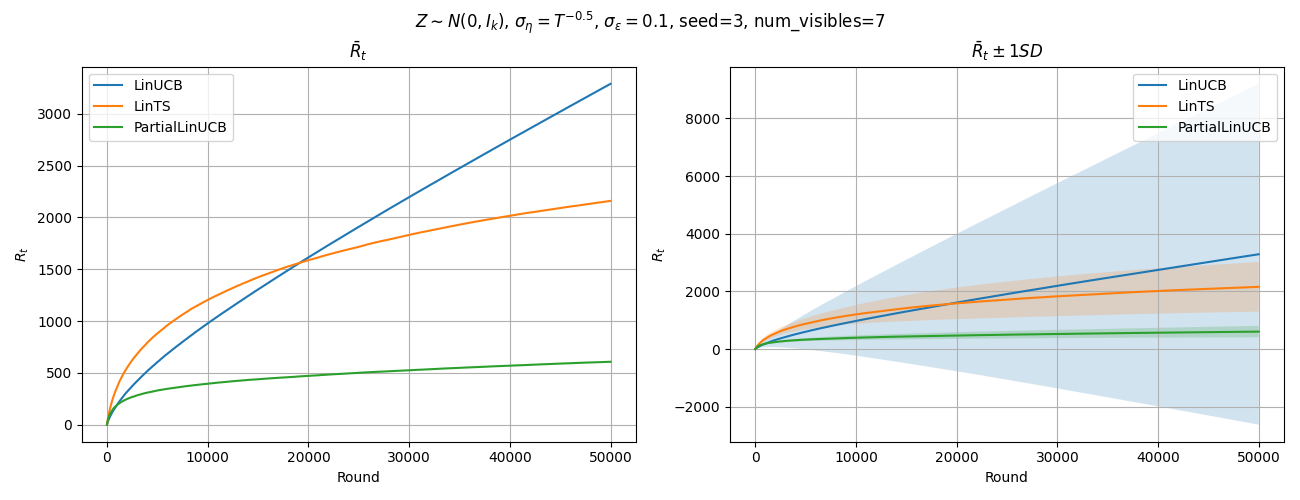 Z ∼ N(0, I_k), σ_η = T^{−0.5}, σ_ε = 0.1, seed=3, num_visibles=7
R̄_t
LinUCB
LinTS
PartialLinUCB
3000
2500
2000
1500
1000
500
0
R_t
0 10000 20000 30000 40000 50000
Round
R̄_t ± 1SD
LinUCB
LinTS
PartialLinUCB
8000
6000
4000
2000
0
−2000
R_t
0 10000 20000 30000 40000 50000
Round